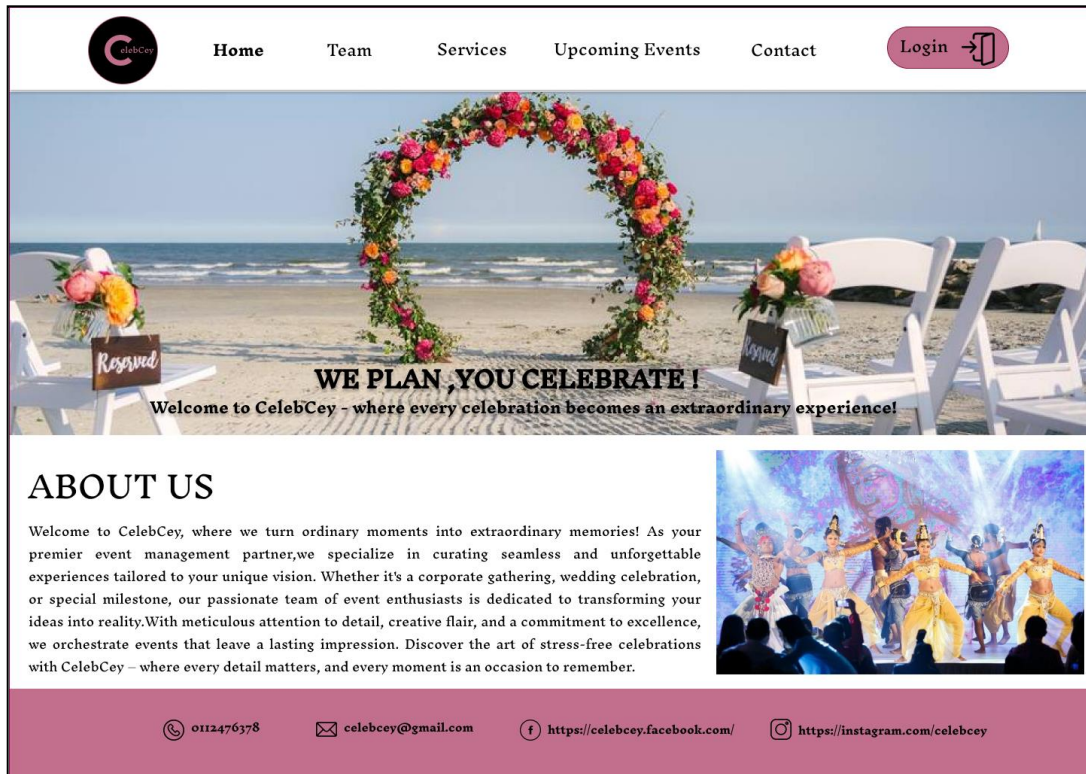 CelebCey
Home Team Services Upcoming Events Contact Login
Reserved
Reserved
WE PLAN ,YOU CELEBRATE !
Welcome to CelebCey - where every celebration becomes an extraordinary experience!
ABOUT US
Welcome to CelebCey, where we turn ordinary moments into extraordinary memories! As your
premier event management partner,we specialize in curating seamless and unforgettable
experiences tailored to your unique vision. Whether it's a corporate gathering, wedding celebration,
or special milestone, our passionate team of event enthusiasts is dedicated to transforming your
ideas into reality.With meticulous attention to detail, creative flair, and a commitment to excellence,
we orchestrate events that leave a lasting impression. Discover the art of stress-free celebrations
with CelebCey – where every detail matters, and every moment is an occasion to remember.
0112476378 celebcey@gmail.com https://celebcey.facebook.com/ https://instagram.com/celebcey